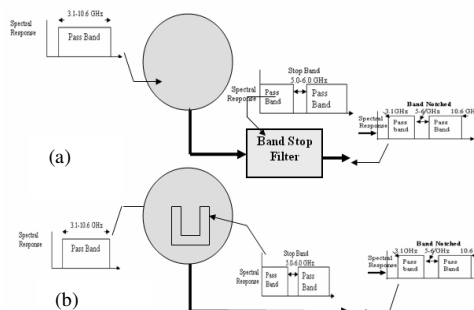 3.1-10.6 GHz
Spectral
Response
Pass Band
Stop Band
5.0-6.0 GHz
Spectral
Response
Pass
Band
Pass
Band
Band Notched
3.1GHz 5-6GHz 10.6 GH
Spectral
Response
Pass
band
Pass
Band
Band Stop
Filter
(a)
3.1-10.6 GHz
Spectral
Response
Pass Band
Stop Band
5.0-6.0 GHz
Spectral
Response
Pass
Band
Pass
Band
Band Notched
3.1GHz 5-6GHz 10.6
Spectral
Response
Pass
band
Pass
Band
(b)